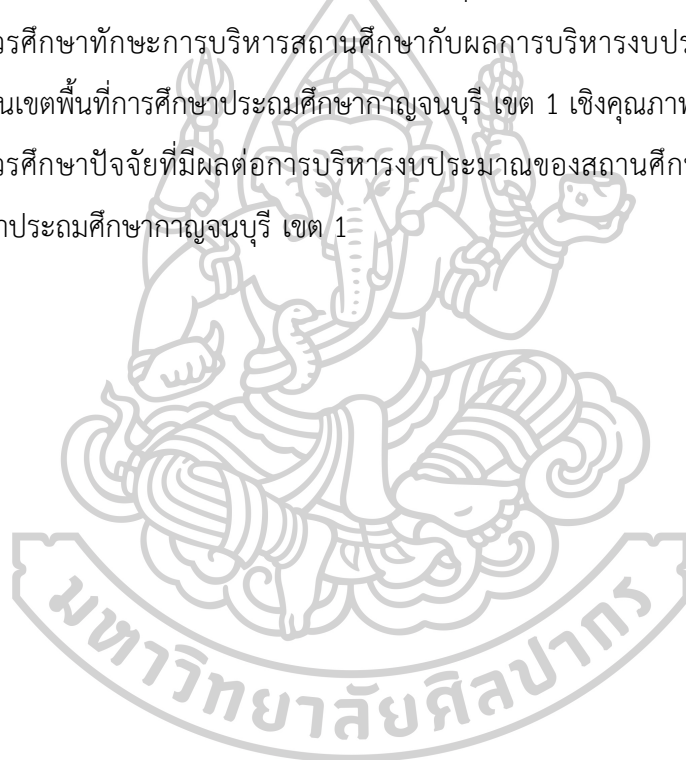 วรศึกษาทักษะการบริหารสถานศึกษากับผลการบริหารงบปร
นเขตพื้นที่การศึกษาประถมศึกษากาญจนบุรี เขต 1 เชิงคุณภาพ
วรศึกษาปัจจัยที่มีผลต่อการบริหารงบประมาณของสถานศึกษ
าประถมศึกษากาญจนบุรี เขต 1
มหาวิทยาลัยศิลปากร